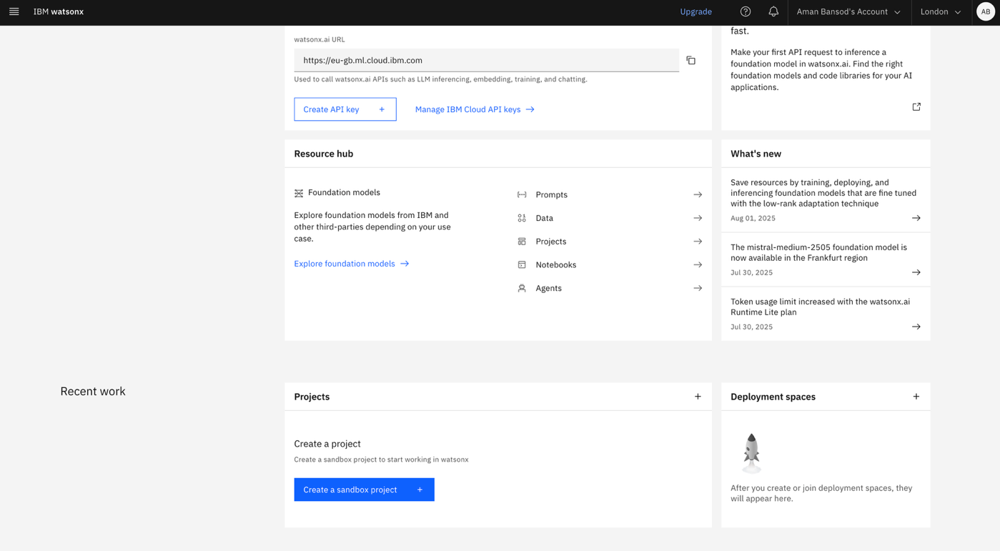 IBM watsonx
Upgrade
Aman Bansod's Account
London
AB
watsonx.ai URL
https://eu-gb.ml.cloud.ibm.com
Used to call watsonx.ai APIs such as LLM inferencing, embedding, training, and chatting.
Create API key +
Manage IBM Cloud API keys →
fast.
Make your first API request to inference a
foundation model in watsonx.ai. Find the right
foundation models and code libraries for your AI
applications.
Resource hub
Foundation models
Explore foundation models from IBM and
other third-parties depending on your use
case.
Explore foundation models →
Prompts →
Data →
Projects →
Notebooks →
Agents →
What's new
Save resources by training, deploying, and
inferencing foundation models that are fine tuned
with the low-rank adaptation technique
Aug 01, 2025 →
The mistral-medium-2505 foundation model is
now available in the Frankfurt region
Jul 30, 2025 →
Token usage limit increased with the watsonx.ai
Runtime Lite plan
Jul 30, 2025 →
Recent work
Projects +
Create a project
Create a sandbox project to start working in watsonx
Create a sandbox project +
Deployment spaces +
After you create or join deployment spaces, they
will appear here.